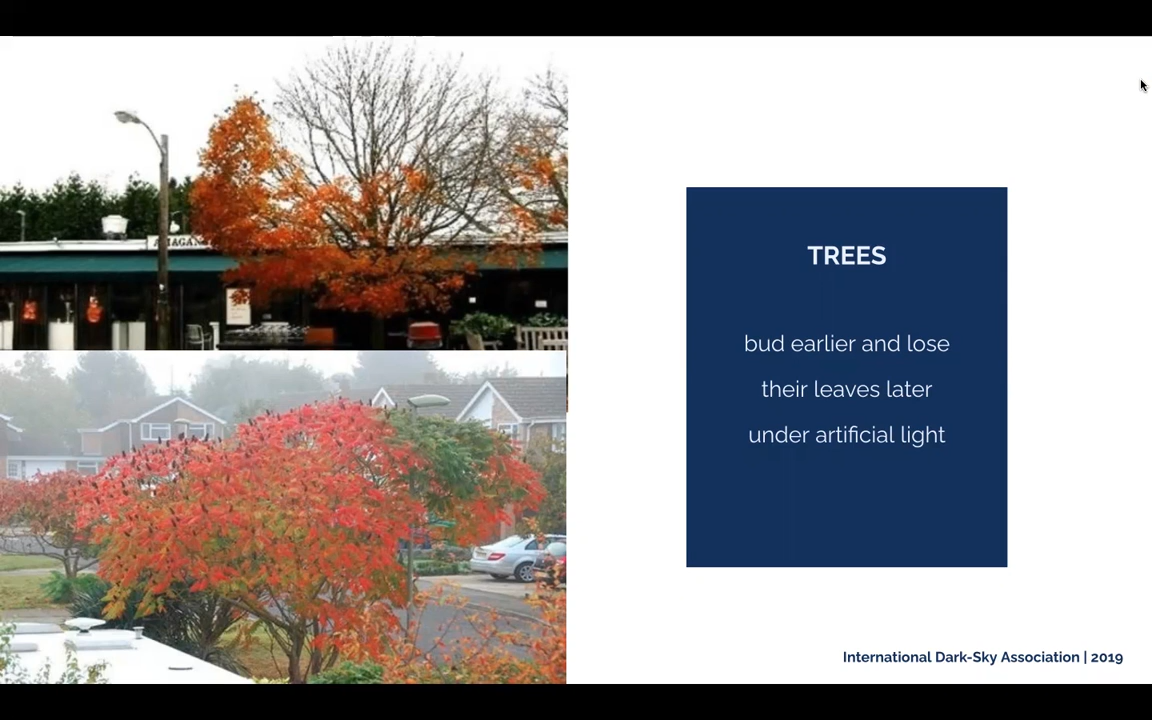 TREES
bud earlier and lose
their leaves later
under artificial light
International Dark-Sky Association | 2019